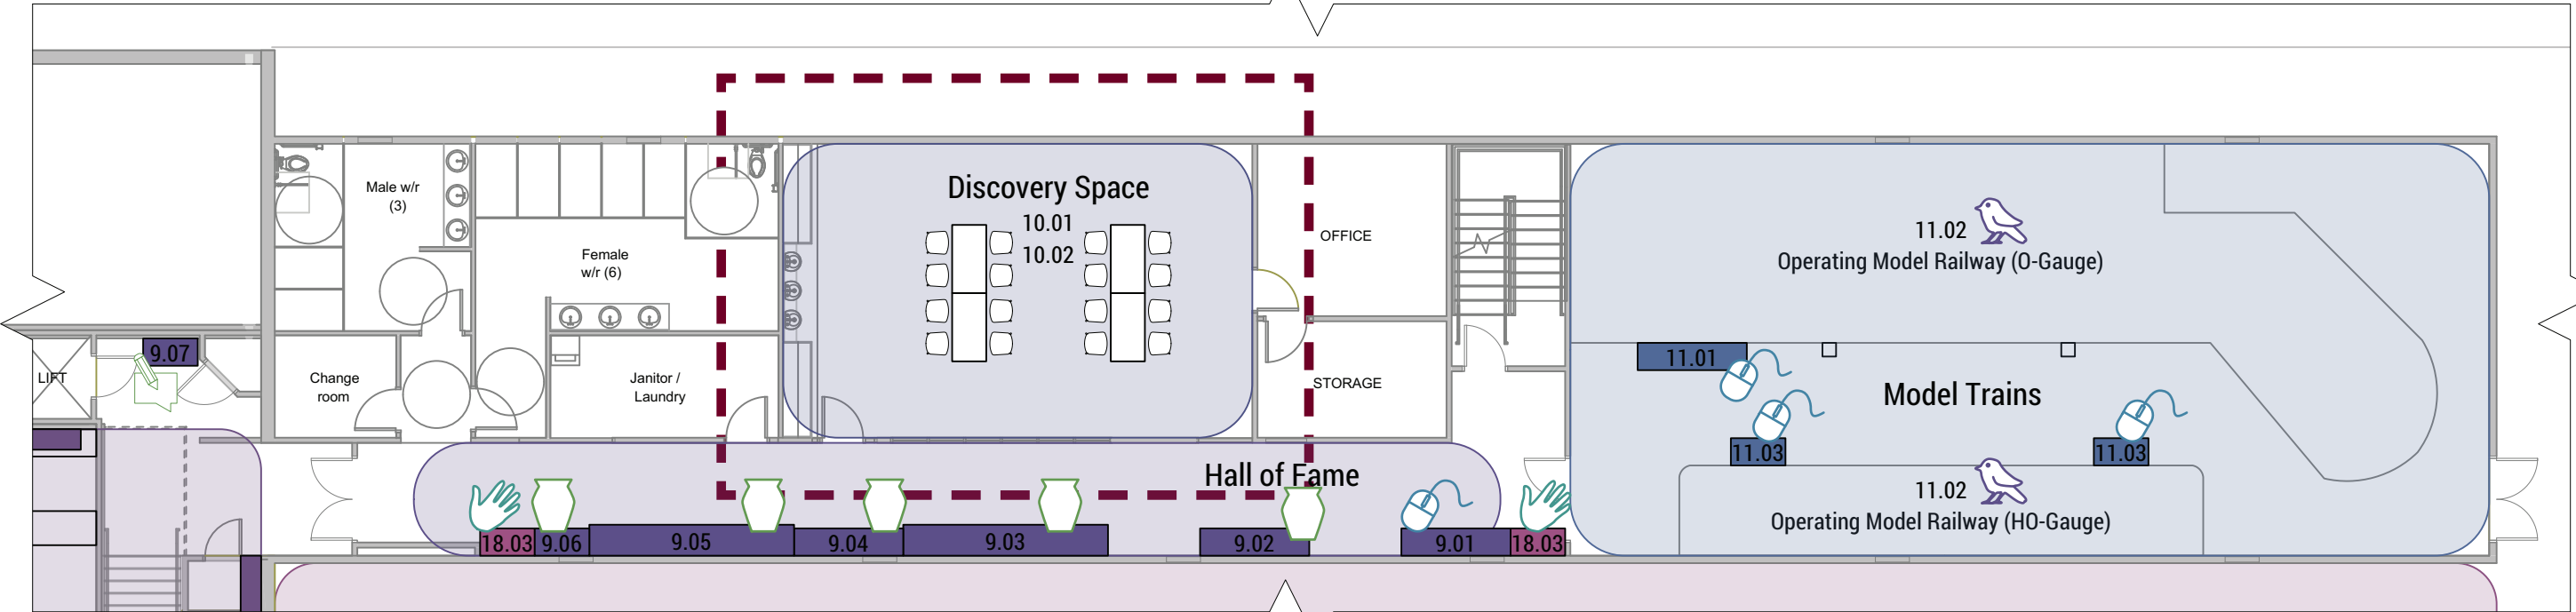 Male w/r
(3)
Female
w/r (6)
Discovery Space
10.01
10.02
OFFICE
11.02
Operating Model Railway (O-Gauge)
LIFT
9.07
Change
room
Janitor /
Laundry
STORAGE
11.01
Model Trains
11.03
11.03
Hall of Fame
11.02
Operating Model Railway (HO-Gauge)
18.03
9.06
9.05
9.04
9.03
9.02
9.01
18.03